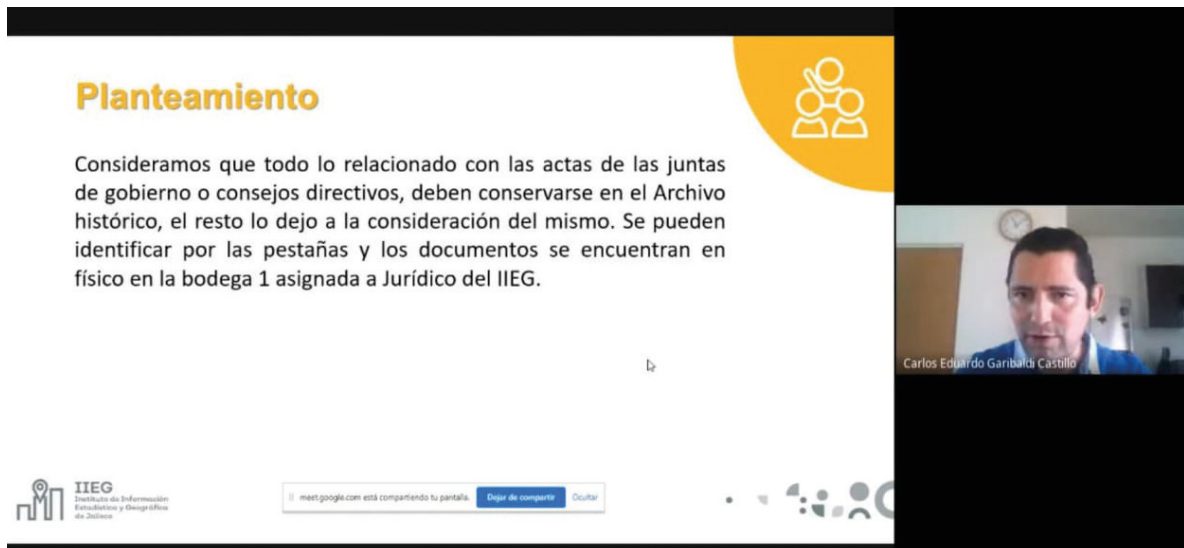 Planteamiento
Consideramos que todo lo relacionado con las actas de las juntas
de gobierno o consejos directivos, deben conservarse en el Archivo
histórico, el resto lo dejo a la consideración del mismo. Se pueden
identificar por las pestañas y los documentos se encuentran en
físico en la bodega 1 asignada a Jurídico del IIEG.
Carlos Eduardo Garibaldi Castillo
IIEG
Instituto de Información
Estadística y Geográfica
de Jalisco
meet.google.com está compartiendo tu pantalla.
Dejar de compartir
Ocultar